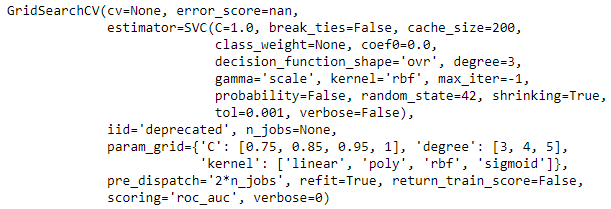 GridSearchCV(cv=None, error_score=nan,
estimator=SVC(C=1.0, break_ties=False, cache_size=200,
class_weight=None, coef0=0.0,
decision_function_shape='ovr', degree=3,
gamma='scale', kernel='rbf', max_iter=-1,
probability=False, random_state=42, shrinking=True,
tol=0.001, verbose=False),
iid='deprecated', n_jobs=None,
param_grid={'C': [0.75, 0.85, 0.95, 1], 'degree': [3, 4, 5],
'kernel': ['linear', 'poly', 'rbf', 'sigmoid']},
pre_dispatch='2*n_jobs', refit=True, return_train_score=False,
scoring='roc_auc', verbose=0)